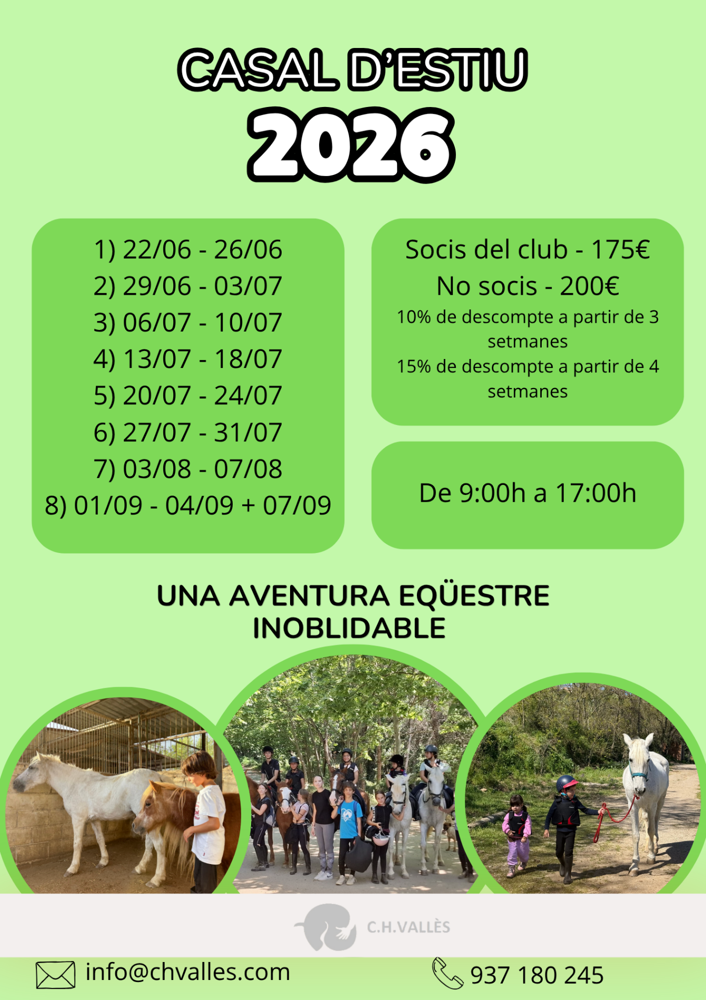 CASAL D’ESTIU
2026
1) 22/06 - 26/06
2) 29/06 - 03/07
3) 06/07 - 10/07
4) 13/07 - 18/07
5) 20/07 - 24/07
6) 27/07 - 31/07
7) 03/08 - 07/08
8) 01/09 - 04/09 + 07/09
Socis del club - 175€
No socis - 200€
10% de descompte a partir de 3
setmanes
15% de descompte a partir de 4
setmanes
De 9:00h a 17:00h
UNA AVENTURA EQÜESTRE
INOBLIDABLE
C.H.VALLÈS
info@chvalles.com
937 180 245